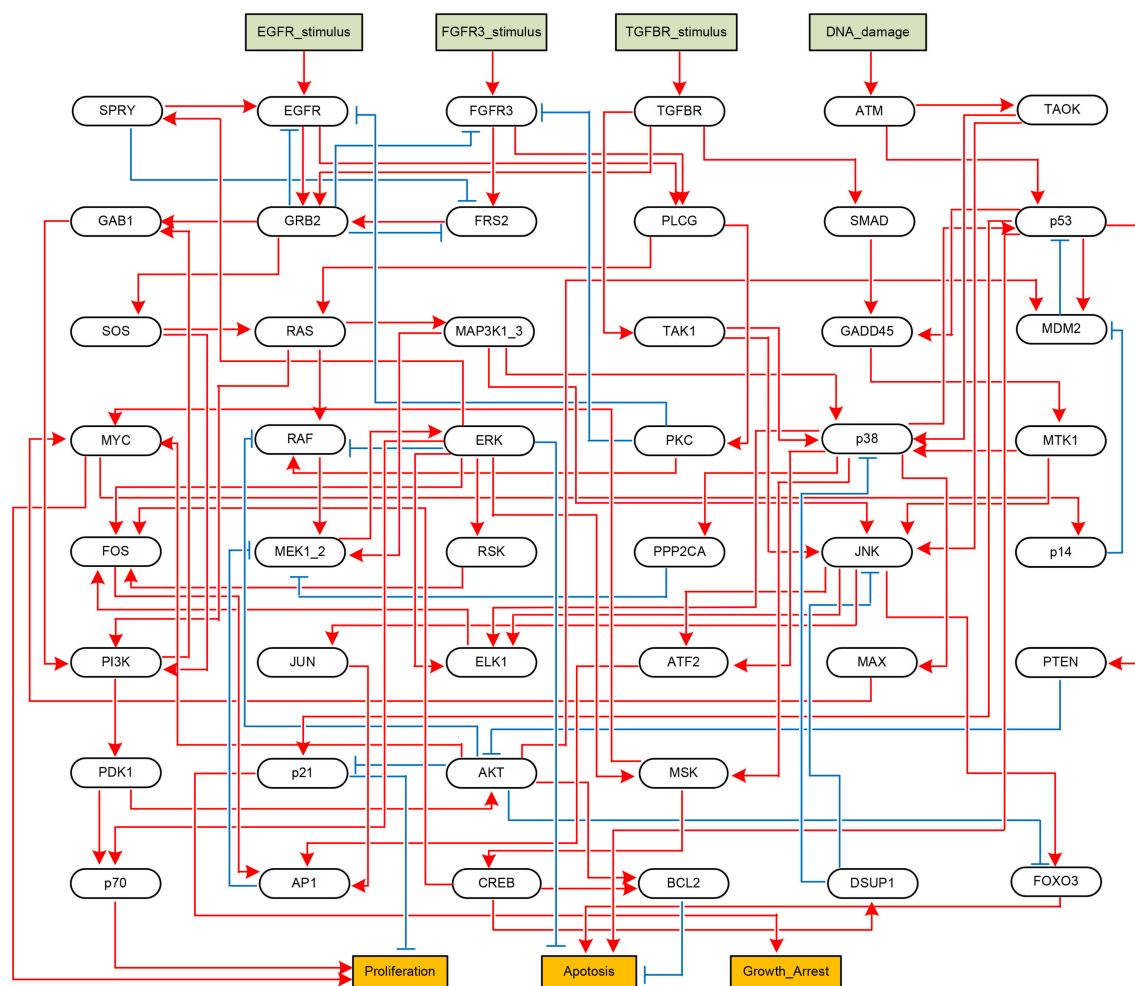 EGFR_stimulus
FGFR3_stimulus
TGFBR_stimulus
DNA_damage
SPRY
EGFR
FGFR3
TGFBR
ATM
TAOK
GAB1
GRB2
FRS2
PLCG
SMAD
p53
SOS
RAS
MAP3K1_3
TAK1
GADD45
MDM2
MYC
RAF
ERK
PKC
p38
MTK1
FOS
MEK1_2
RSK
PPP2CA
JNK
p14
PI3K
JUN
ELK1
ATF2
MAX
PTEN
PDK1
p21
AKT
MSK
p70
AP1
CREB
BCL2
DSUP1
FOXO3
Proliferation
Apotosis
Growth_Arrest